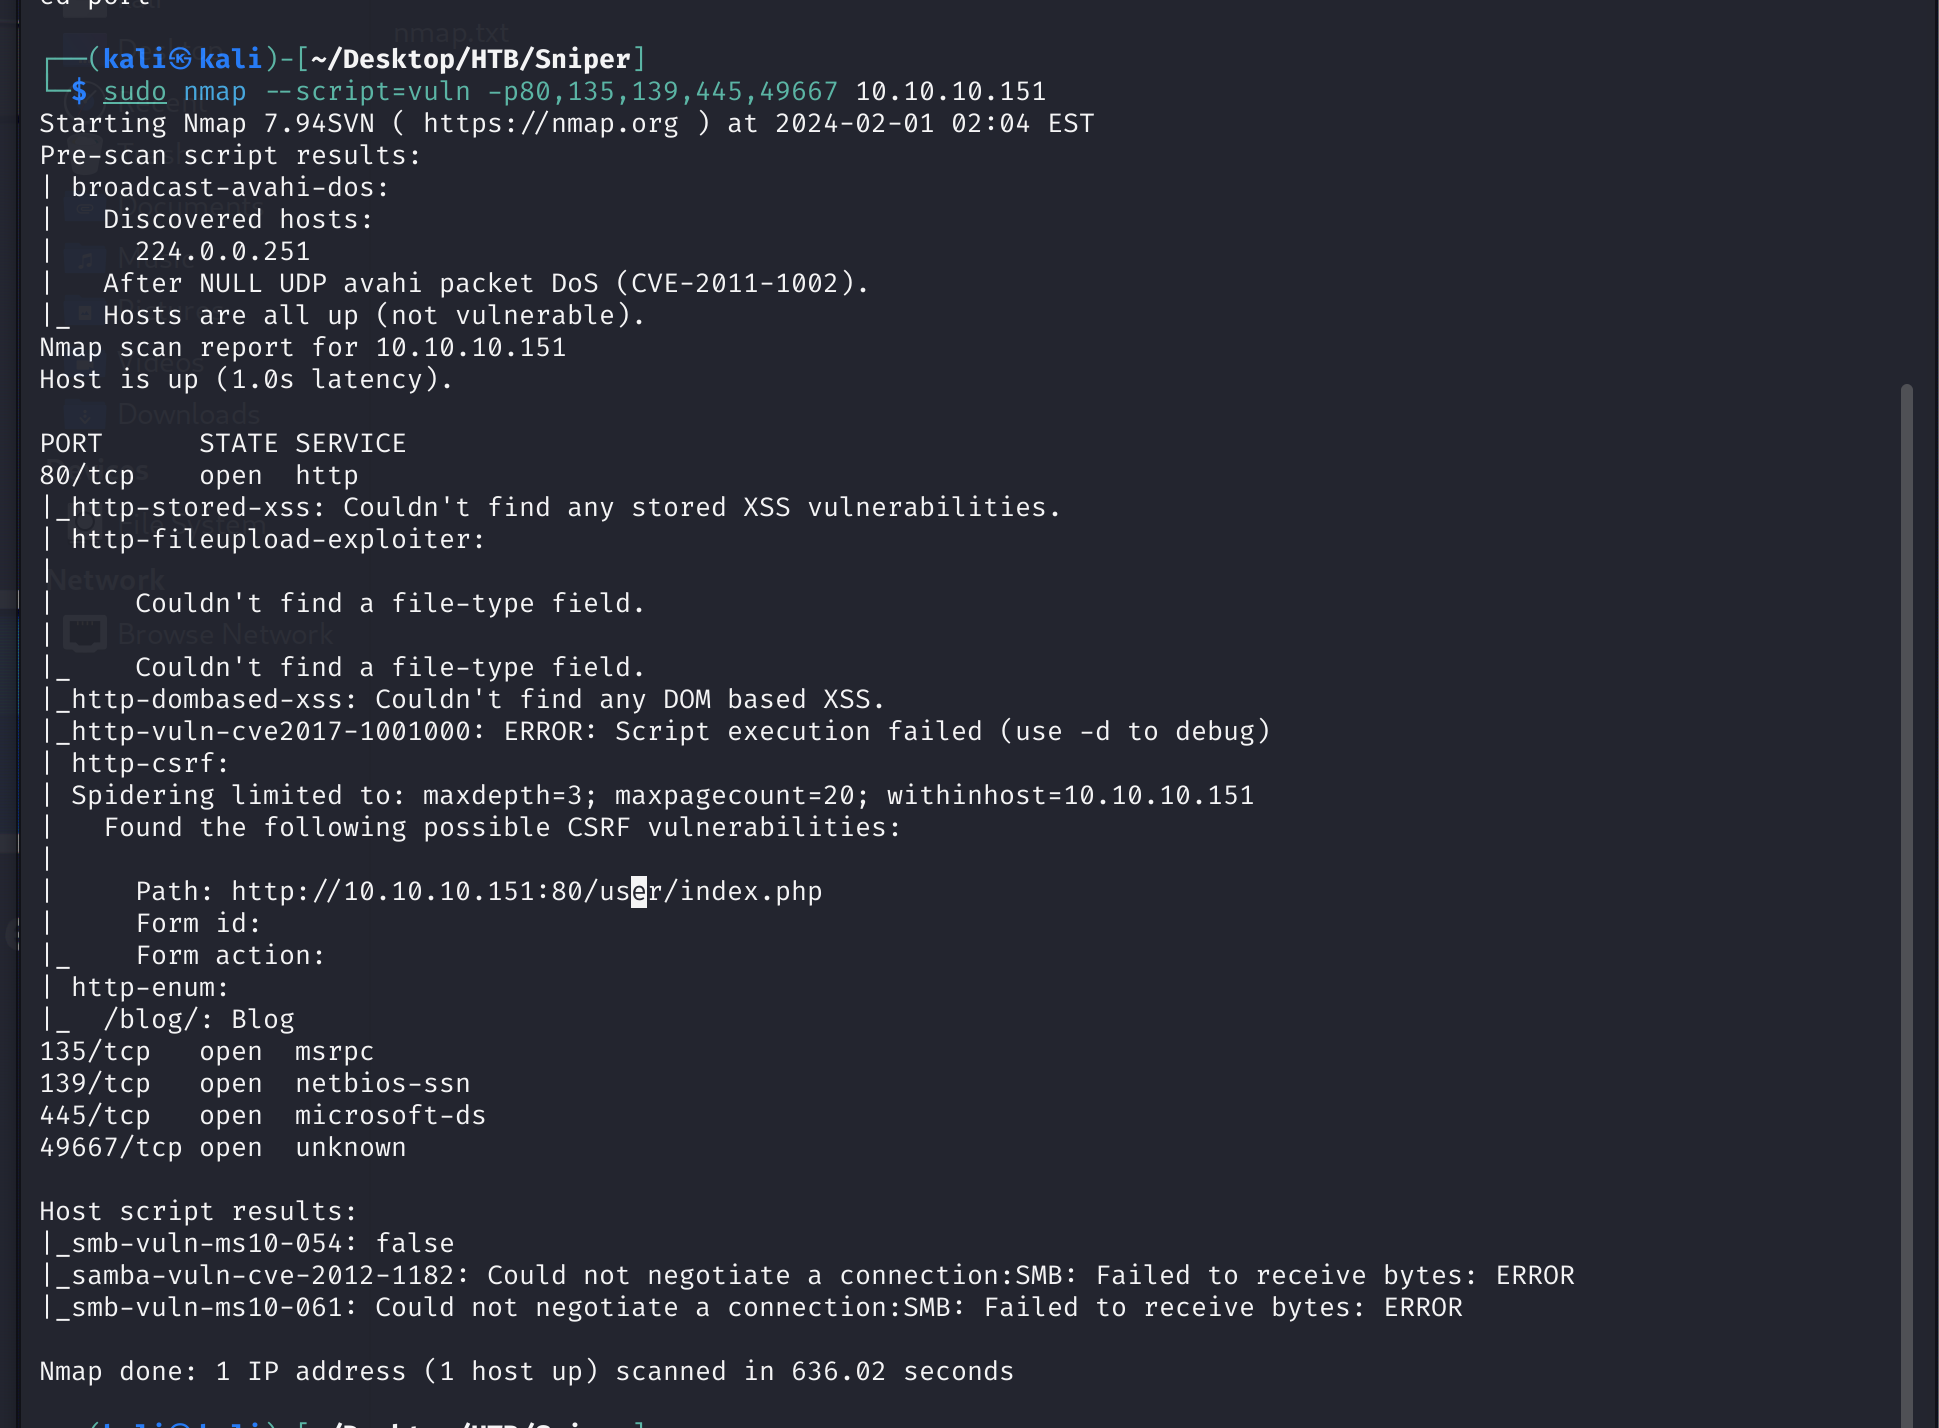 nmap.txt
(kali㉿kali)-[~/Desktop/HTB/Sniper]
$ sudo nmap --script=vuln -p80,135,139,445,49667 10.10.10.151
Starting Nmap 7.94SVN ( https://nmap.org ) at 2024-02-01 02:04 EST
Pre-scan script results:
| broadcast-avahi-dos:
|   Discovered hosts:
|     224.0.0.251
|   After NULL UDP avahi packet DoS (CVE-2011-1002).
|_  Hosts are all up (not vulnerable).
Nmap scan report for 10.10.10.151
Host is up (1.0s latency).
Downloads
PORT      STATE SERVICE
80/tcp    open  http
|_http-stored-xss: Couldn't find any stored XSS vulnerabilities.
| http-fileupload-exploiter:
|
Network
|     Couldn't find a file-type field.
|
Browse Network
|_    Couldn't find a file-type field.
|_http-dombased-xss: Couldn't find any DOM based XSS.
|_http-vuln-cve2017-1001000: ERROR: Script execution failed (use -d to debug)
| http-csrf:
| Spidering limited to: maxdepth=3; maxpagecount=20; withinhost=10.10.10.151
|   Found the following possible CSRF vulnerabilities:
|
|     Path: http://10.10.10.151:80/user/index.php
|     Form id:
|_    Form action:
| http-enum:
|_  /blog/: Blog
135/tcp   open  msrpc
139/tcp   open  netbios-ssn
445/tcp   open  microsoft-ds
49667/tcp open  unknown
Host script results:
|_smb-vuln-ms10-054: false
|_samba-vuln-cve-2012-1182: Could not negotiate a connection:SMB: Failed to receive bytes: ERROR
|_smb-vuln-ms10-061: Could not negotiate a connection:SMB: Failed to receive bytes: ERROR
Nmap done: 1 IP address (1 host up) scanned in 636.02 seconds